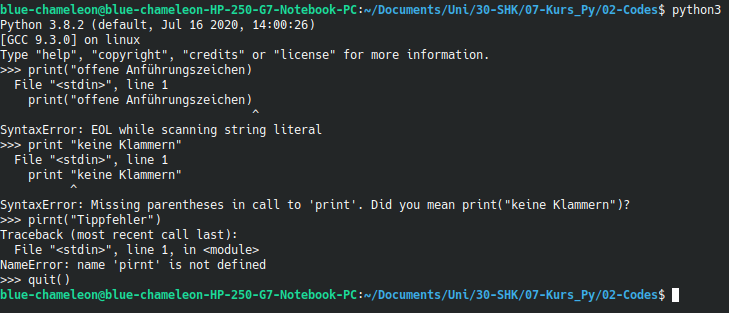 blue-chameleon@blue-chameleon-HP-250-G7-Notebook-PC:~/Documents/Uni/30-SHK/07-Kurs_Py/02-Codes$ python3
Python 3.8.2 (default, Jul 16 2020, 14:00:26)
[GCC 9.3.0] on linux
Type "help", "copyright", "credits" or "license" for more information.
>>> print("offene Anführungszeichen)
  File "<stdin>", line 1
    print("offene Anführungszeichen)
                                   ^
SyntaxError: EOL while scanning string literal
>>> print "keine Klammern"
  File "<stdin>", line 1
    print "keine Klammern"
          ^
SyntaxError: Missing parentheses in call to 'print'. Did you mean print("keine Klammern")?
>>> pirnt("Tippfehler")
Traceback (most recent call last):
  File "<stdin>", line 1, in <module>
NameError: name 'pirnt' is not defined
>>> quit()
blue-chameleon@blue-chameleon-HP-250-G7-Notebook-PC:~/Documents/Uni/30-SHK/07-Kurs_Py/02-Codes$